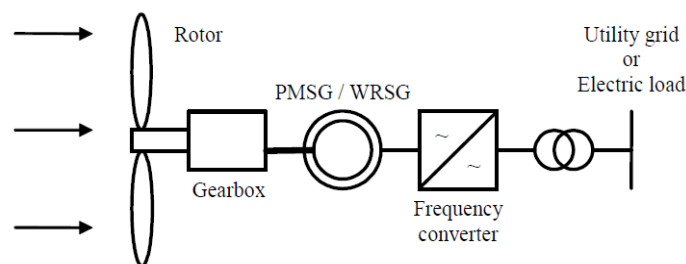 Rotor
Utility grid
or
Electric load
PMSG / WRSG
~
~
Gearbox
Frequency
converter